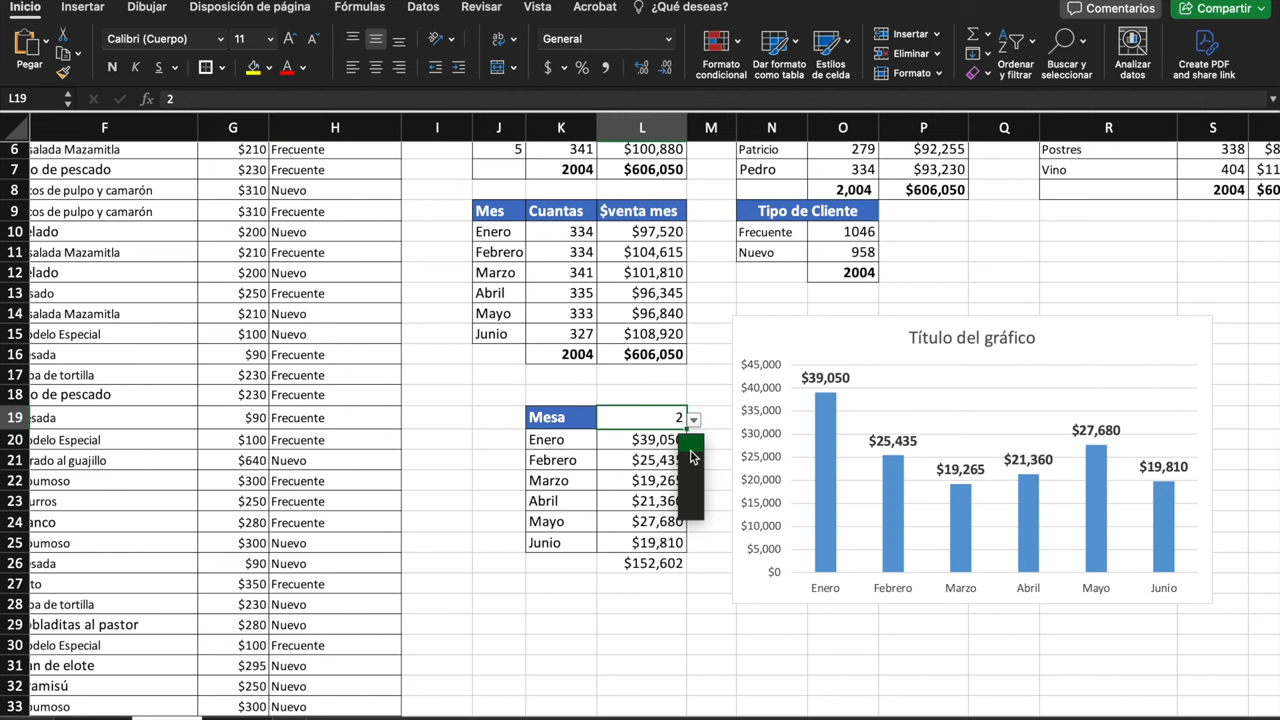 Inicio Insertar Dibujar Disposición de página Fórmulas Datos Revisar Vista Acrobat ¿Qué deseas? Comentarios Compartir
Calibri (Cuerpo) 11 General Insertar
Eliminar
Formato
Pegar N K S $ % Formato condicional Dar formato como tabla Estilos de celda Ordenar y filtrar Buscar y seleccionar Analizar datos Create PDF and share link
L19 fx 2
F G H I J K L M N O P Q R S
6 salada Mazamitla $210 Frecuente 5 341 $100,880 Patricio 279 $92,255 Postres 338
7 o de pescado $230 Frecuente 2004 $606,050 Pedro 334 $93,230 Vino 404
8 cos de pulpo y camarón $310 Nuevo 2,004 $606,050 2004
9 cos de pulpo y camarón $310 Frecuente Mes Cuantas $venta mes Tipo de Cliente
10 elado $200 Nuevo Enero 334 $97,520 Frecuente 1046
11 salada Mazamitla $210 Frecuente Febrero 334 $104,615 Nuevo 958
12 elado $200 Nuevo Marzo 341 $101,810 2004
13 sado $250 Frecuente Abril 335 $96,345
14 salada Mazamitla $210 Nuevo Mayo 333 $96,840
15 odelo Especial $100 Nuevo Junio 327 $108,920
16 esada $90 Frecuente 2004 $606,050
17 pa de tortilla $230 Frecuente
18 o de pescado $230 Frecuente
19 esada $90 Frecuente Mesa 2
20 odelo Especial $100 Frecuente Enero $39,050
21 rado al guajillo $640 Nuevo Febrero $25,435
22 pumoso $300 Frecuente Marzo $19,265
23 urros $250 Frecuente Abril $21,360
24 anco $280 Frecuente Mayo $27,680
25 pumoso $300 Nuevo Junio $19,810
26 esada $90 Nuevo $152,602
27 to $350 Frecuente
28 pa de tortilla $230 Nuevo
29 obladitas al pastor $280 Nuevo
30 odelo Especial $100 Frecuente
31 an de elote $295 Nuevo
32 amisú $250 Nuevo
33 pumoso $300 Nuevo
Título del gráfico
$45,000
$40,000
$35,000
$30,000
$25,000
$20,000
$15,000
$10,000
$5,000
$0
$39,050 $25,435 $19,265 $21,360 $27,680 $19,810
Enero Febrero Marzo Abril Mayo Junio